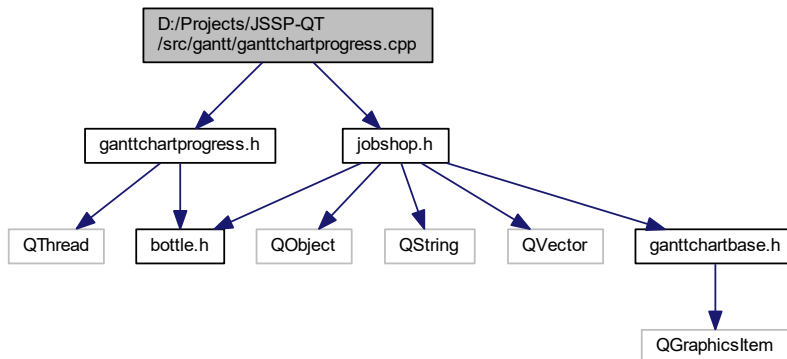 D:/Projects/JSSP-QT
/src/gantt/ganttchartprogress.cpp
ganttchartprogress.h
jobshop.h
QThread
bottle.h
QObject
QString
QVector
ganttchartbase.h
QGraphicsItem